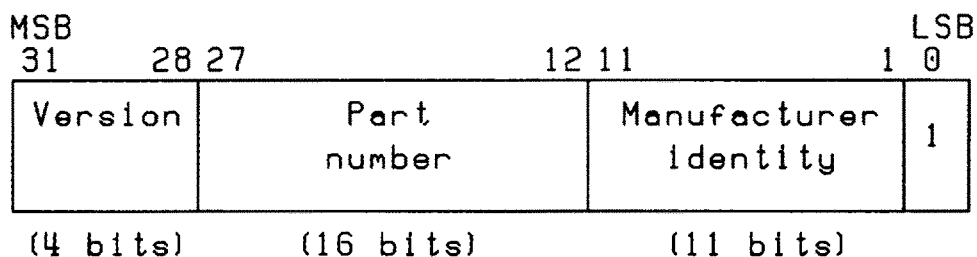 MSB LSB
31 28 27 12 11 1 0
Version Part Manufacturer 1
number identity
(4 bits) (16 bits) (11 bits)